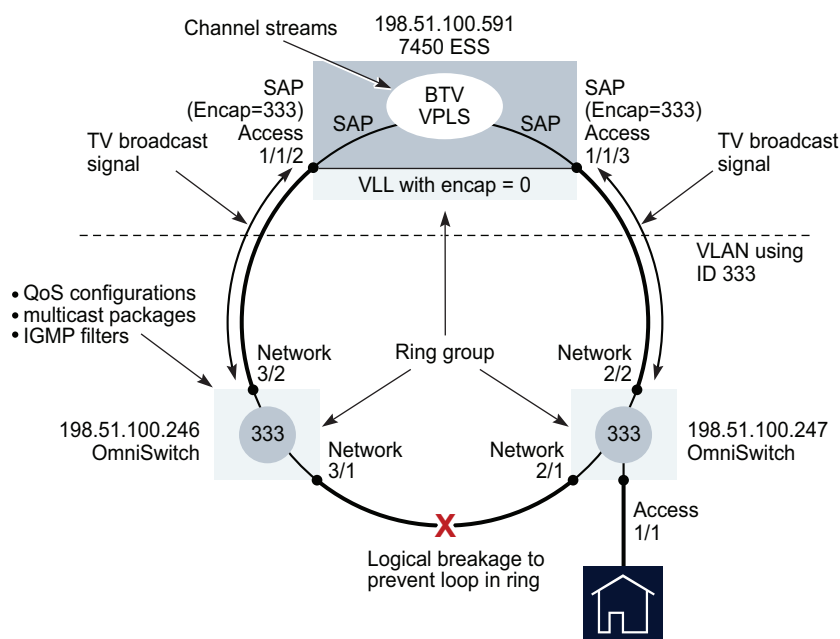 Channel streams
198.51.100.591
7450 ESS
BTV
VPLS
SAP
SAP
SAP
(Encap=333)
Access
1/1/2
SAP
(Encap=333)
Access
1/1/3
TV broadcast
signal
TV broadcast
signal
VLL with encap = 0
VLAN using
ID 333
• QoS configurations
• multicast packages
• IGMP filters
Ring group
Network
3/2
Network
2/2
198.51.100.246
OmniSwitch
333
Network
3/1
Network
2/1
333
198.51.100.247
OmniSwitch
X
Logical breakage to
prevent loop in ring
Access
1/1